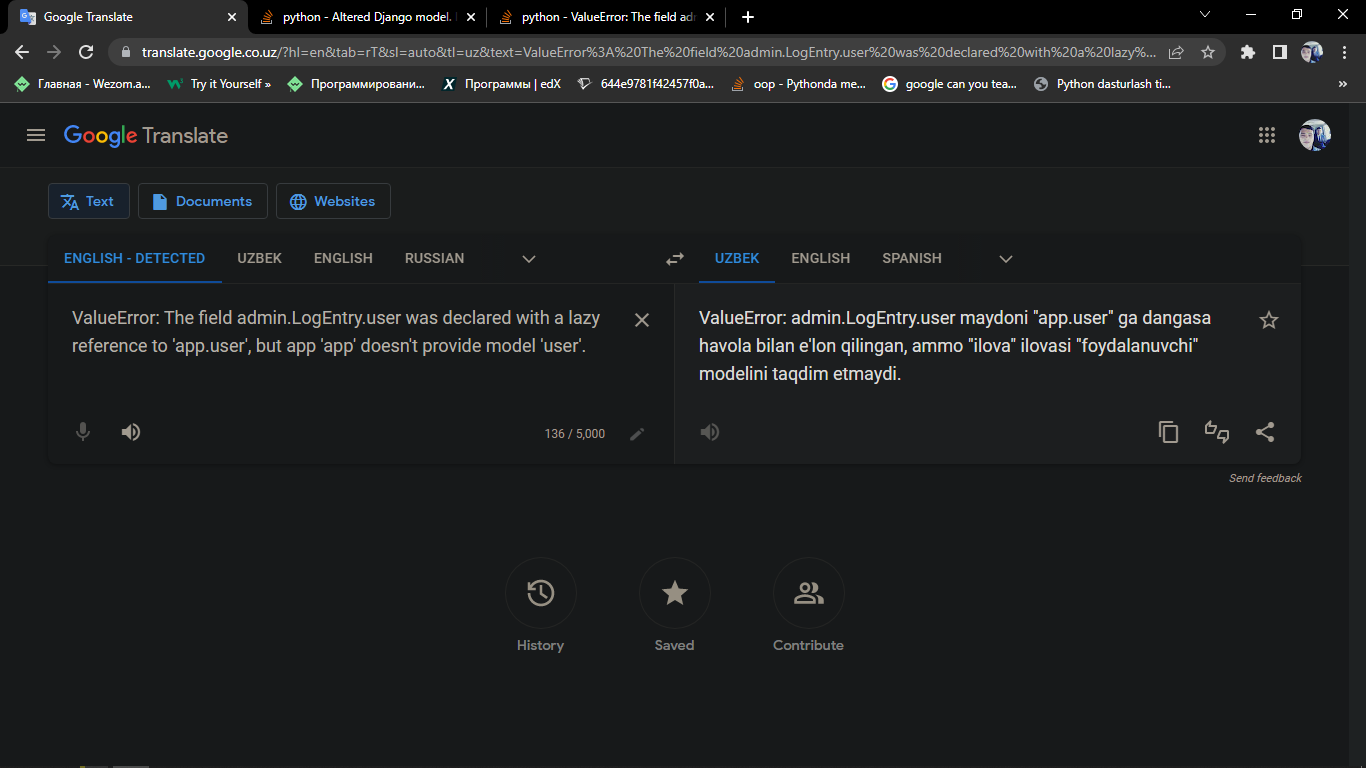 Google Translate
python - Altered Django model.
python - ValueError: The field adm
translate.google.co.uz/?hl=en&tab=rT&sl=auto&tl=uz&text=ValueError%3A%20The%20field%20admin.LogEntry.user%20was%20declared%20with%20a%20lazy%...
Главная - Wezom.a...
Try it Yourself »
Программировани...
Программы | edX
644e9781f42457f0a...
oop - Pythonda me...
google can you tea...
Python dasturlash ti...
»
Google Translate
Text
Documents
Websites
ENGLISH - DETECTED
UZBEK
ENGLISH
RUSSIAN
UZBEK
ENGLISH
SPANISH
ValueError: The field admin.LogEntry.user was declared with a lazy
reference to 'app.user', but app 'app' doesn't provide model 'user'.
136 / 5,000
ValueError: admin.LogEntry.user maydoni "app.user" ga dangasa
havola bilan e'lon qilingan, ammo "ilova" ilovasi "foydalanuvchi"
modelini taqdim etmaydi.
Send feedback
History
Saved
Contribute